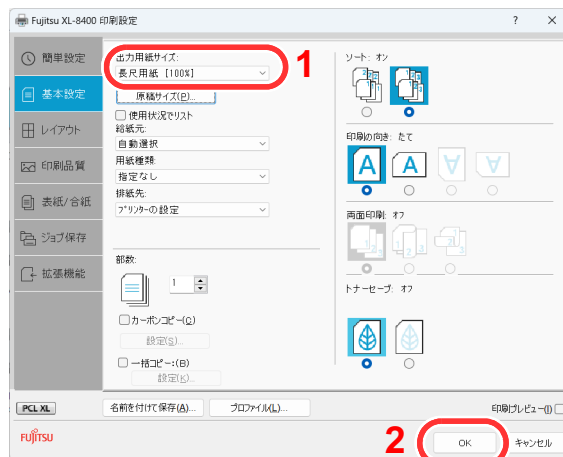 Fujitsu XL-8400 印刷設定
?
×
簡単設定
基本設定
レイアウト
印刷品質
表紙/合紙
ジョブ保存
拡張機能
出力用紙サイズ:
長尺用紙 [100%]
1
原稿サイズ(P)...
使用状況でリスト
給紙元:
自動選択
用紙種類:
指定なし
排紙先:
プリンターの設定
部数:
1
カーボンコピー(O)
設定(S)...
一括コピー:(B)
設定(K)...
ソート: オン
1 2 3
印刷の向き: たて
A A A A
両面印刷: オフ
トナーセーブ: オフ
PCL XL
名前を付けて保存(A)...
プロファイル(L)...
印刷プレビュー(I)
FUJITSU
2
OK
キャンセル